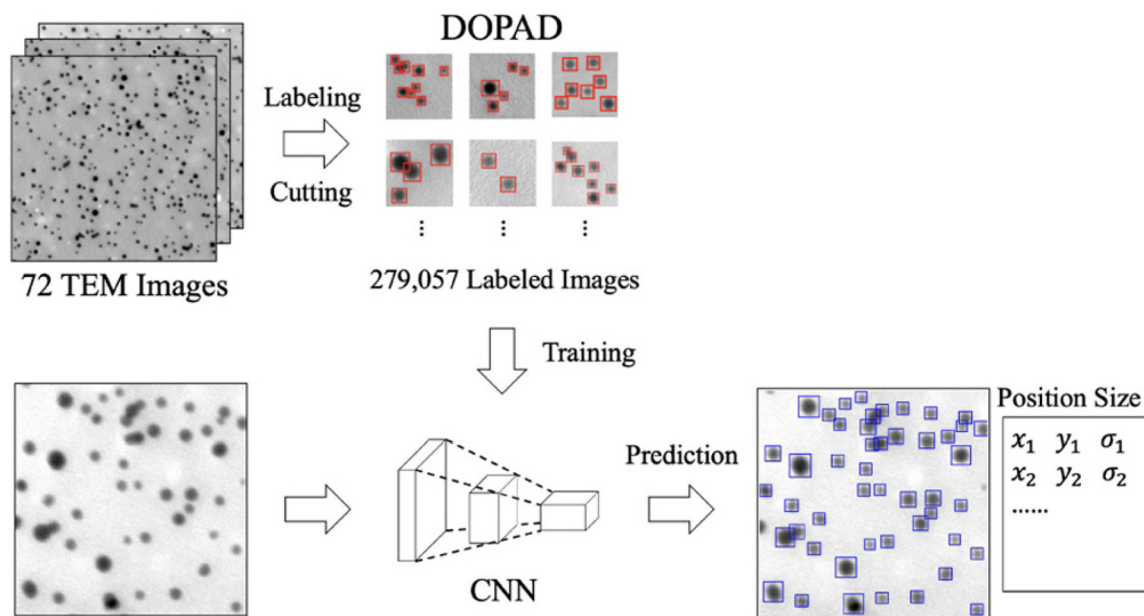 DOPAD
Labeling
Cutting
72 TEM Images
279,057 Labeled Images
Training
Position Size
x₁ y₁ σ₁
x₂ y₂ σ₂
......
Prediction
CNN